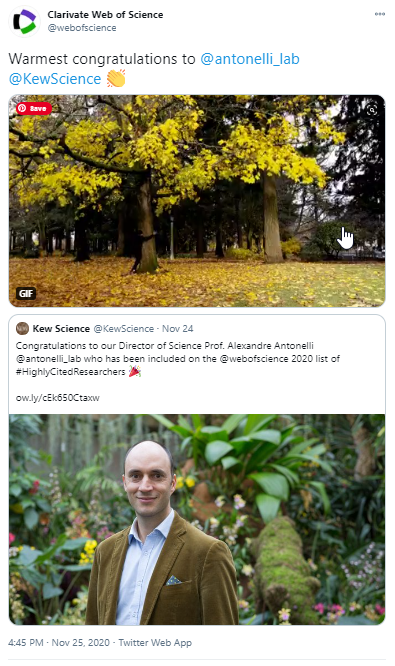 Clarivate Web of Science
@webofscience
Warmest congratulations to @antonelli_lab
@KewScience 👏
Save
GIF
Kew Science @KewScience · Nov 24
Congratulations to our Director of Science Prof. Alexandre Antonelli
@antonelli_lab who has been included on the @webofscience 2020 list of
#HighlyCitedResearchers 🎉
ow.ly/cEk650Ctaxw
4:45 PM · Nov 25, 2020 · Twitter Web App